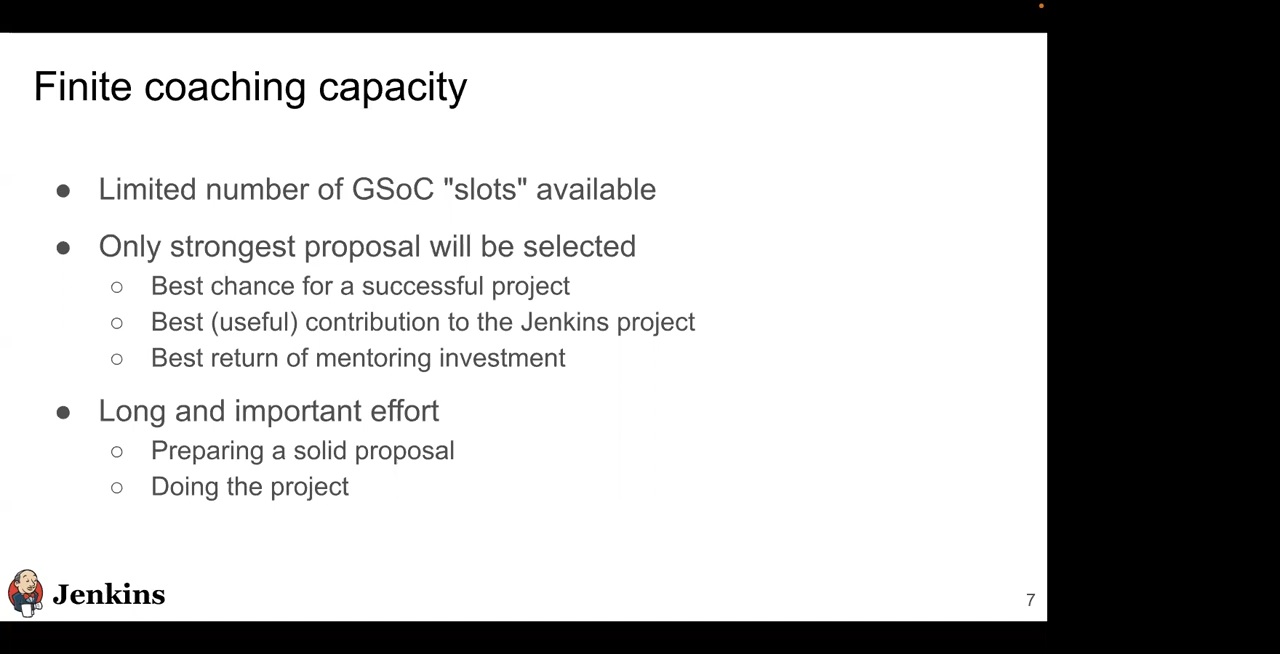 Finite coaching capacity
● Limited number of GSoC "slots" available
● Only strongest proposal will be selected
○ Best chance for a successful project
○ Best (useful) contribution to the Jenkins project
○ Best return of mentoring investment
● Long and important effort
○ Preparing a solid proposal
○ Doing the project
Jenkins
7